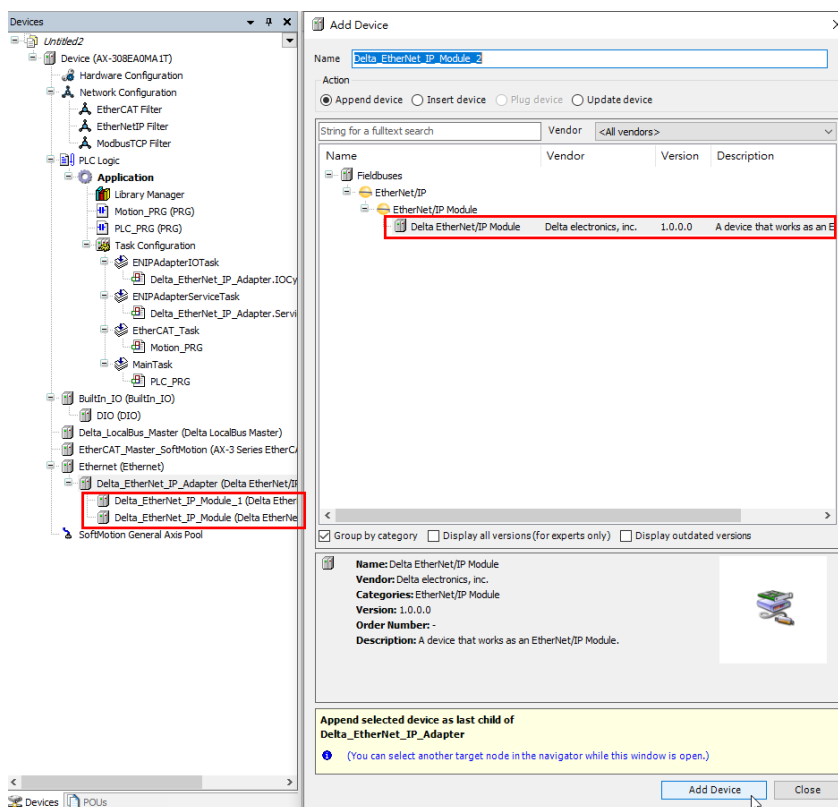 Devices
Untitled2
Device (AX-308EA0MA1T)
Hardware Configuration
Network Configuration
EtherCAT Filter
EtherNetIP Filter
ModbusTCP Filter
PLC Logic
Application
Library Manager
Motion_PRG (PRG)
PLC_PRG (PRG)
Task Configuration
ENIPAdapterIOTask
Delta_EtherNet_IP_Adapter.IOCy
ENIPAdapterServiceTask
Delta_EtherNet_IP_Adapter.Servi
EtherCAT_Task
Motion_PRG
MainTask
PLC_PRG
BuiltIn_IO (BuiltIn_IO)
DIO (DIO)
Delta_LocalBus_Master (Delta LocalBus Master)
EtherCAT_Master_SoftMotion (AX-3 Series EtherCA
Ethernet (Ethernet)
Delta_EtherNet_IP_Adapter (Delta EtherNet/IP
Delta_EtherNet_IP_Module_1 (Delta Ether
Delta_EtherNet_IP_Module (Delta EtherNe
SoftMotion General Axis Pool
Devices POUs
Add Device
Name Delta_EtherNet_IP_Module_2
Action
Append device Insert device Plug device Update device
String for a fulltext search Vendor <All vendors>
Name Vendor Version Description
Fieldbuses
EtherNet/IP
EtherNet/IP Module
Delta EtherNet/IP Module Delta electronics, inc. 1.0.0.0 A device that works as an E
Group by category Display all versions (for experts only) Display outdated versions
Name: Delta EtherNet/IP Module
Vendor: Delta electronics, inc.
Categories: EtherNet/IP Module
Version: 1.0.0.0
Order Number: -
Description: A device that works as an EtherNet/IP Module.
Append selected device as last child of
Delta_EtherNet_IP_Adapter
(You can select another target node in the navigator while this window is open.)
Add Device Close